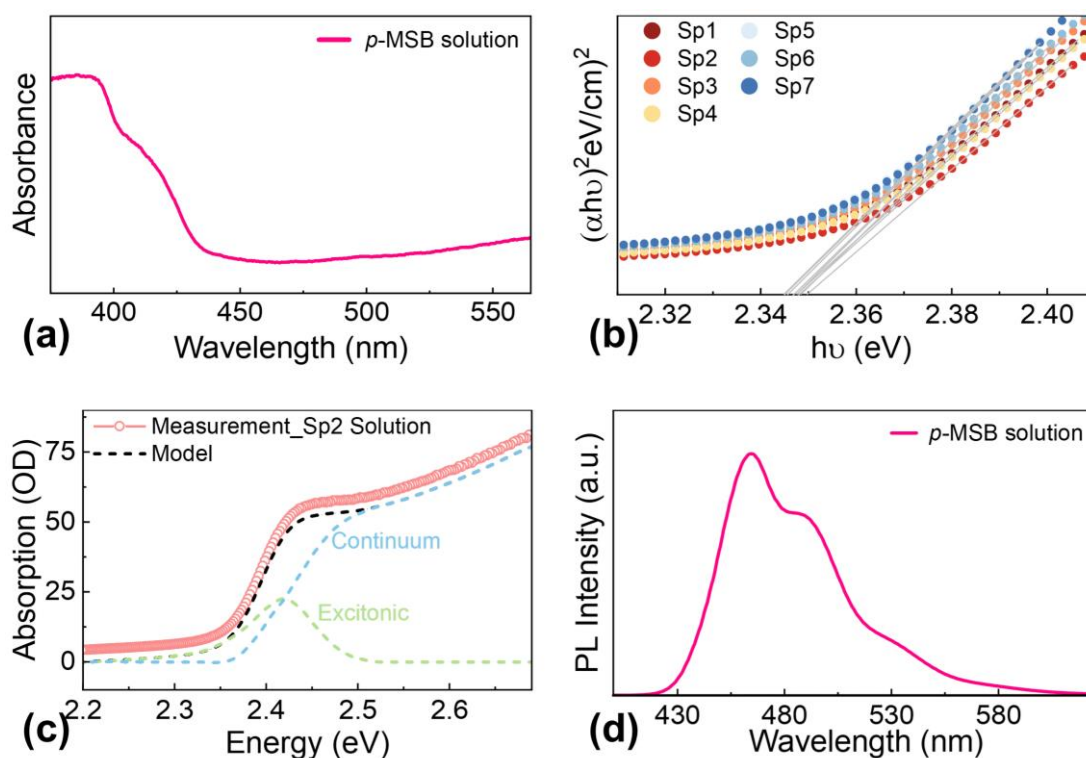 p-MSB solution
Absorbance
400 450 500 550
Wavelength (nm)
(a)
Sp1 Sp5
Sp2 Sp6
Sp3 Sp7
Sp4
(αhυ)²eV/cm)²
2.32 2.34 2.36 2.38 2.40
hυ (eV)
(b)
Measurement_Sp2 Solution
Model
75
50
25
0
Continuum
Excitonic
Absorption (OD)
2.2 2.3 2.4 2.5 2.6
Energy (eV)
(c)
p-MSB solution
PL Intensity (a.u.)
430 480 530 580
Wavelength (nm)
(d)